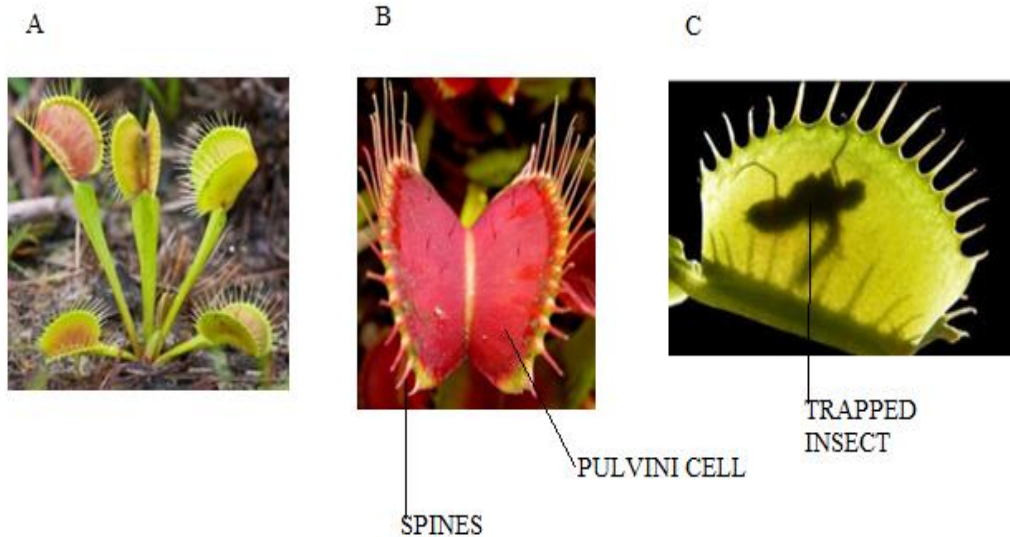 A
B
C
TRAPPED
INSECT
PULVINI CELL
SPINES